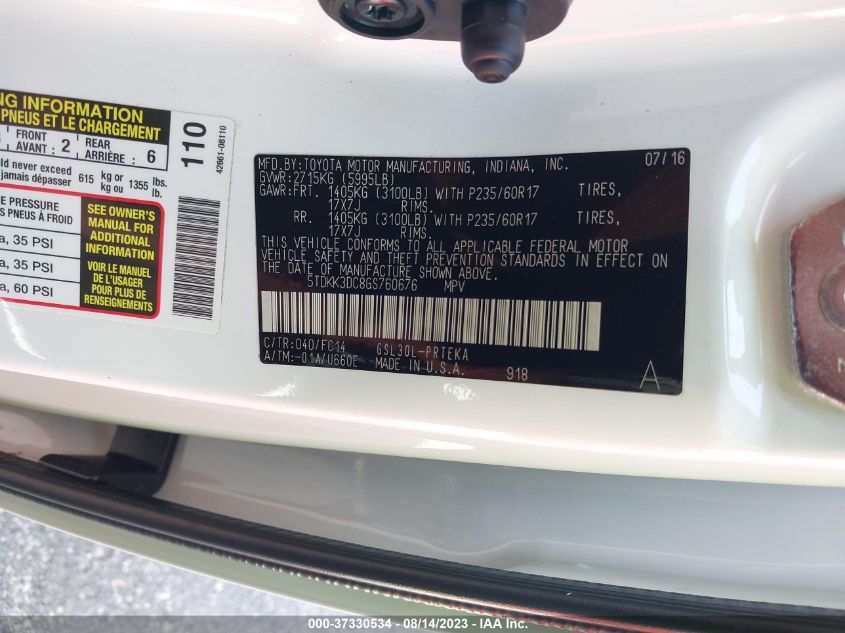 NG INFORMATION
PNEUS ET LE CHARGEMENT
FRONT AVANT : 2 REAR ARRIÈRE : 6
ld never exceed 615 kg or 1355 lbs.
jamais dépasser kg ou lb.
E PRESSURE
S PNEUS À FROID
a, 35 PSI
a, 35 PSI
a, 60 PSI
SEE OWNER'S
MANUAL FOR
ADDITIONAL
INFORMATION
VOIR LE MANUEL
DE L'USAGER
POUR PLUS DE
RENSEIGNEMENTS
110
42661-08110
MFD.BY:TOYOTA MOTOR MANUFACTURING, INDIANA, INC. 07/16
GVWR:2715KG (5995LB)
GAWR:FRT. 1405KG (3100LB) WITH P235/60R17 TIRES,
17X7J RIMS.
RR. 1405KG (3100LB) WITH P235/60R17 TIRES,
17X7J RIMS.
THIS VEHICLE CONFORMS TO ALL APPLICABLE FEDERAL MOTOR
VEHICLE SAFETY AND THEFT PREVENTION STANDARDS IN EFFECT ON
THE DATE OF MANUFACTURE SHOWN ABOVE.
5TDKK3DC86S760676 MPV
C/TR:040/FC14 GSL30L-PRTEKA
A/TM:-01A/U660E MADE IN U.S.A. 918
A
000-37330534 - 08/14/2023 - IAA Inc.